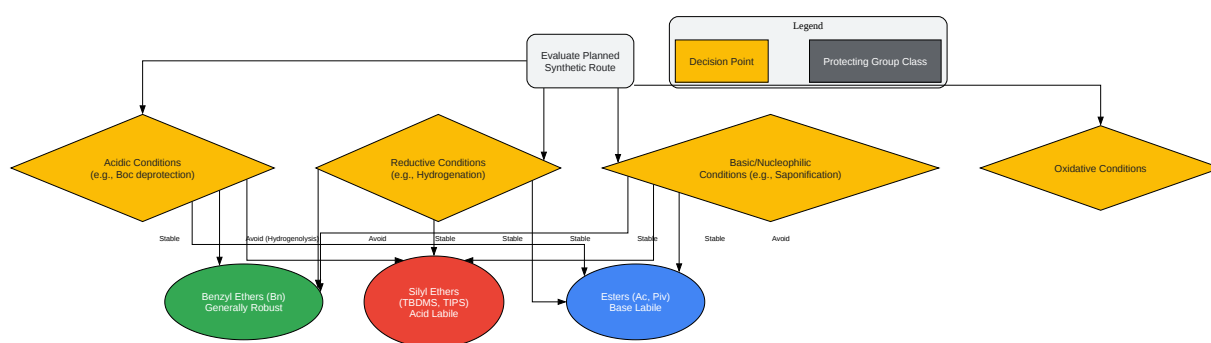 Legend
Evaluate Planned
Synthetic Route
Decision Point
Protecting Group Class
Acidic Conditions
(e.g., Boc deprotection)
Reductive Conditions
(e.g., Hydrogenation)
Basic/Nucleophilic
Conditions (e.g., Saponification)
Oxidative Conditions
Stable
Avoid (Hydrogenolysis)
Avoid
Stable
Stable
Stable
Stable
Stable
Avoid
Benzyl Ethers (Bn)
Generally Robust
Silyl Ethers
(TBDMS, TIPS)
Acid Labile
Esters (Ac, Piv)
Base Labile